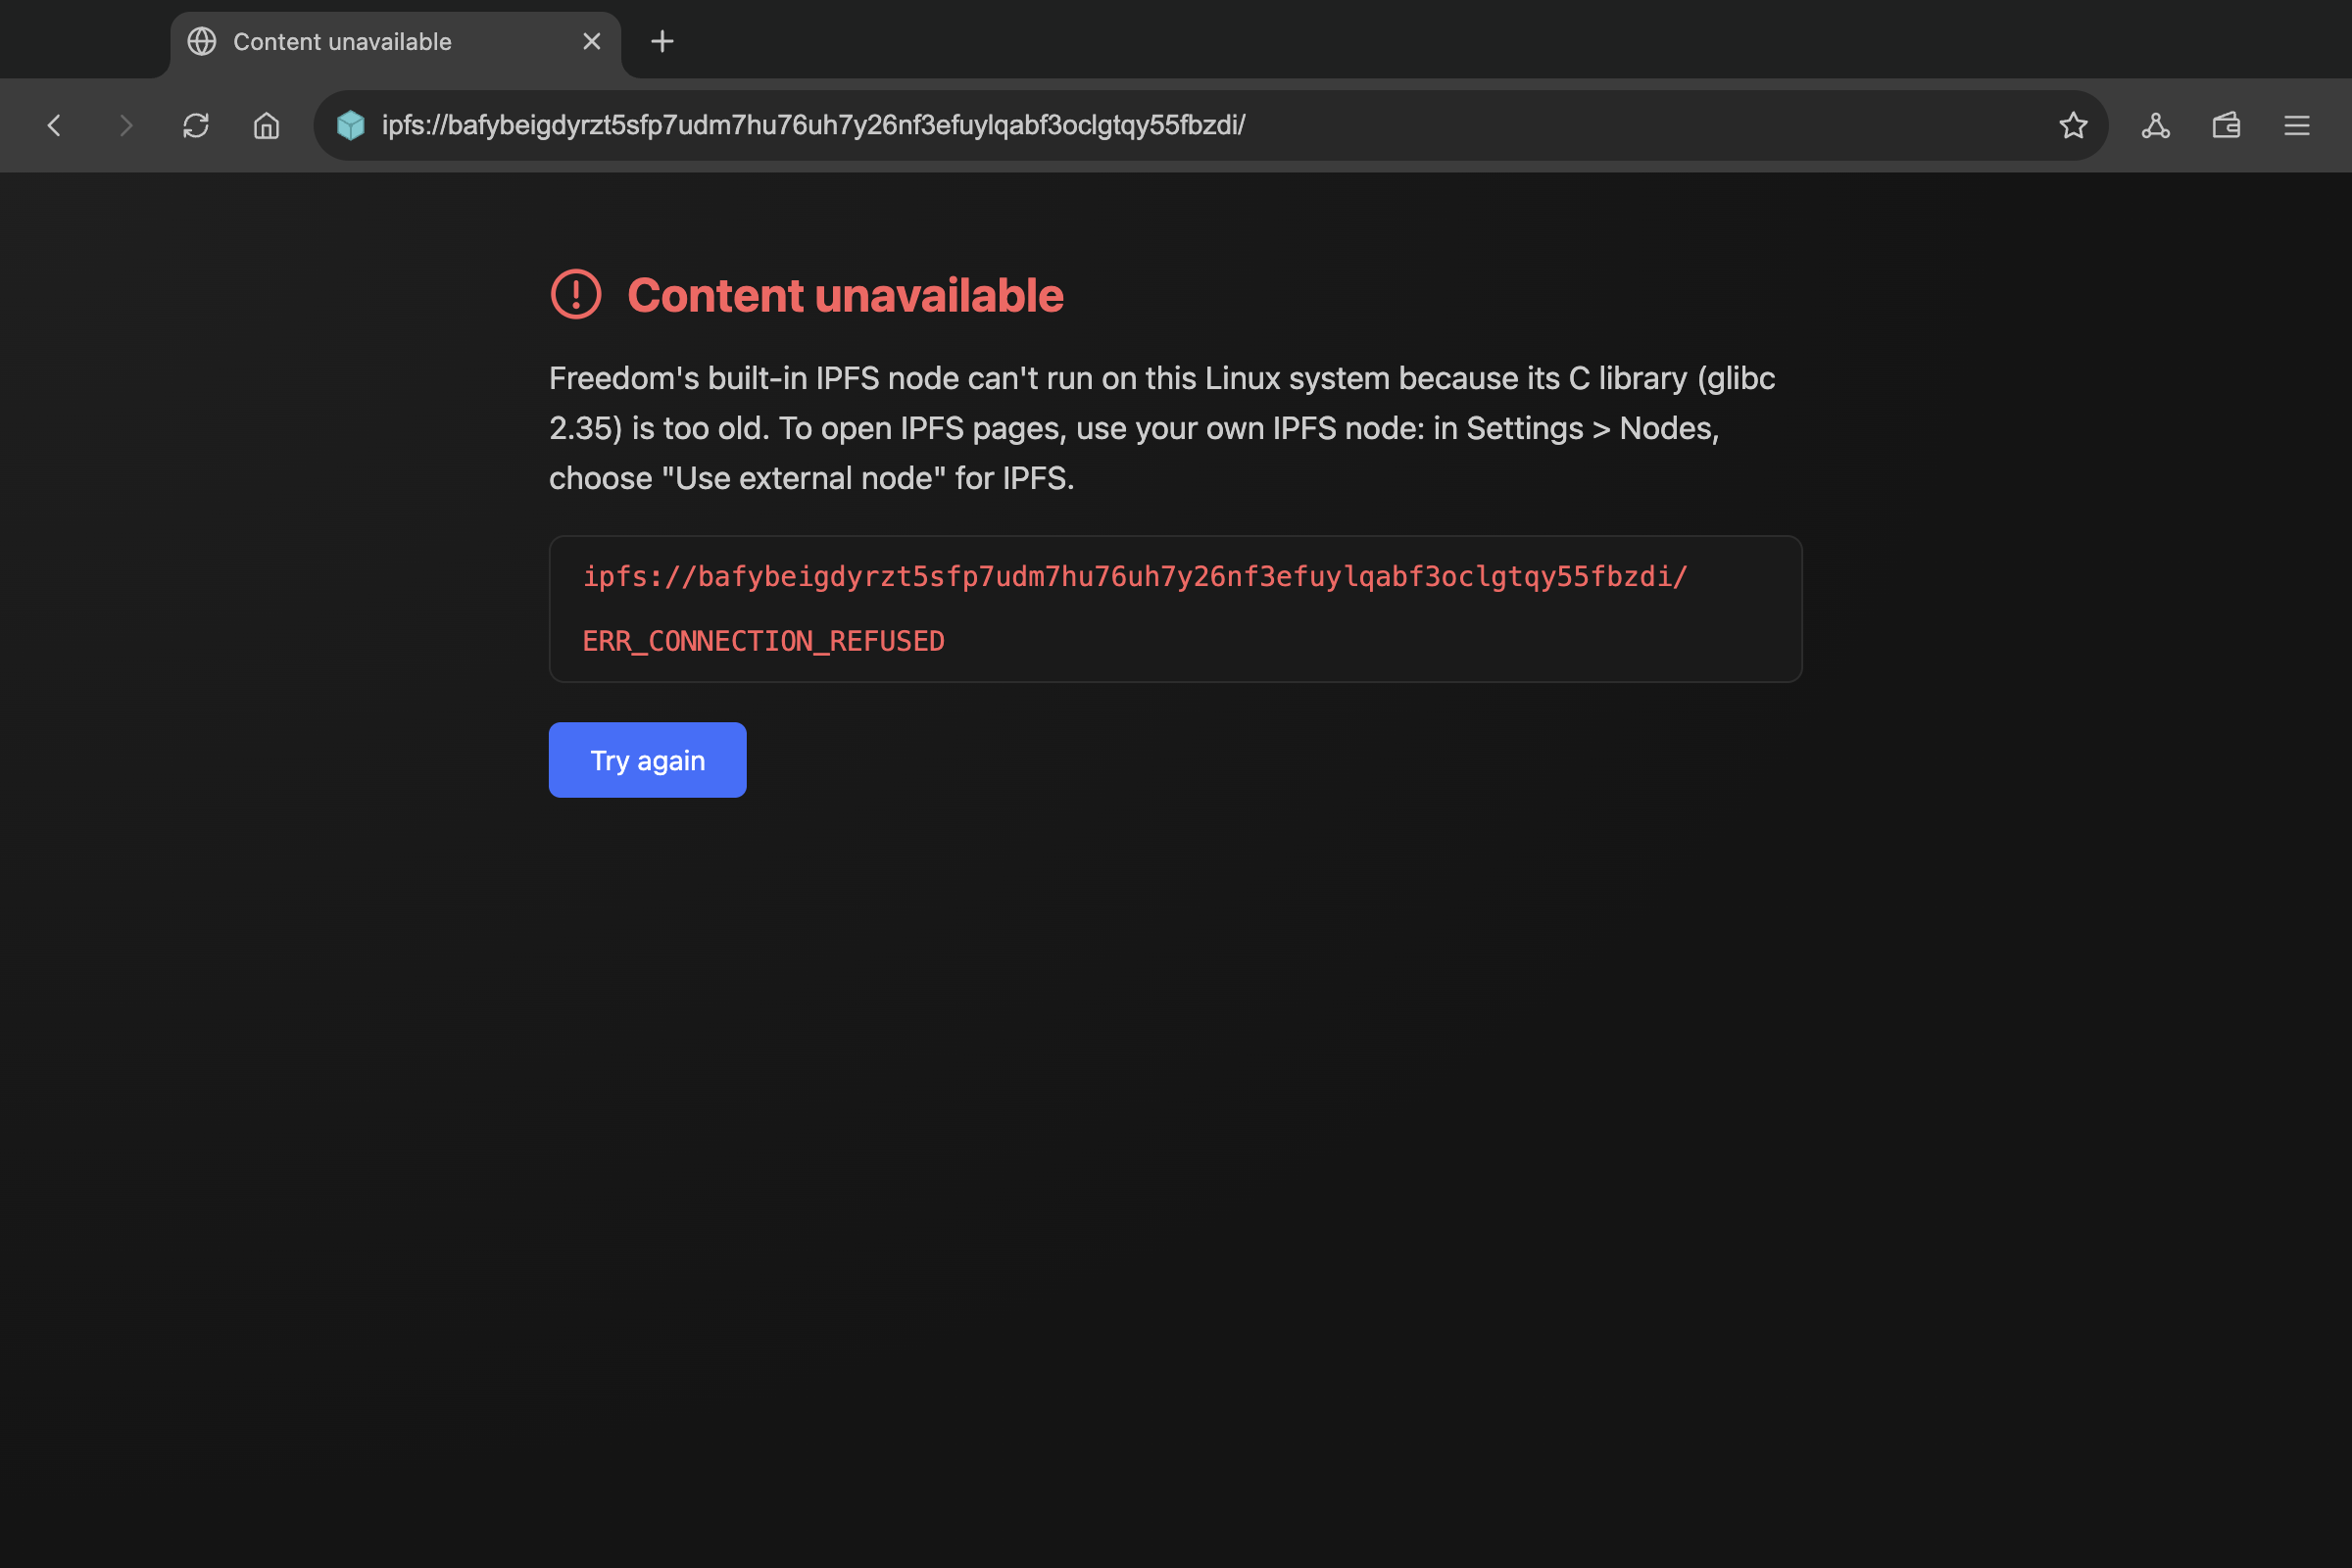 Content unavailable
ipfs://bafybeigdyrzt5sfp7udm7hu76uh7y26nf3efuylqabf3oclgtqy55fbzdi/
Content unavailable
Freedom's built-in IPFS node can't run on this Linux system because its C library (glibc
2.35) is too old. To open IPFS pages, use your own IPFS node: in Settings > Nodes,
choose "Use external node" for IPFS.
ipfs://bafybeigdyrzt5sfp7udm7hu76uh7y26nf3efuylqabf3oclgtqy55fbzdi/
ERR_CONNECTION_REFUSED
Try again